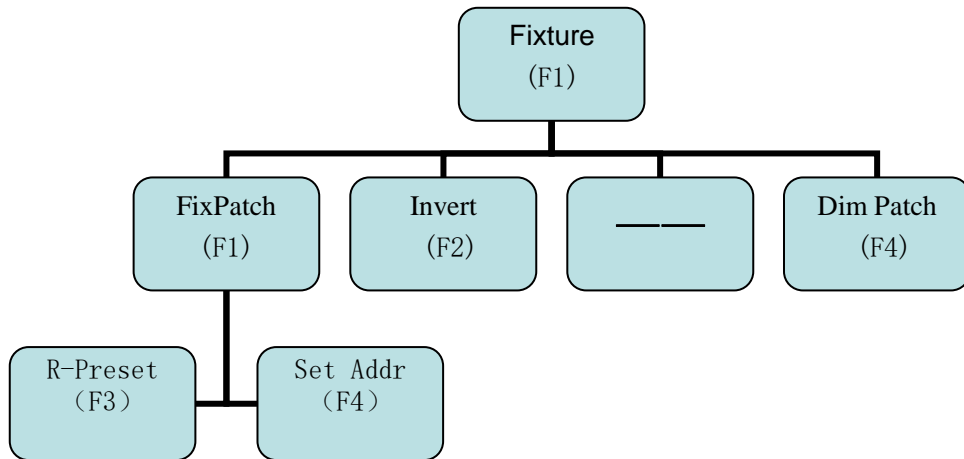 Fixture
(F1)
FixPatch
(F1)
Invert
(F2)
——
Dim Patch
(F4)
R-Preset
（F3）
Set Addr
（F4）